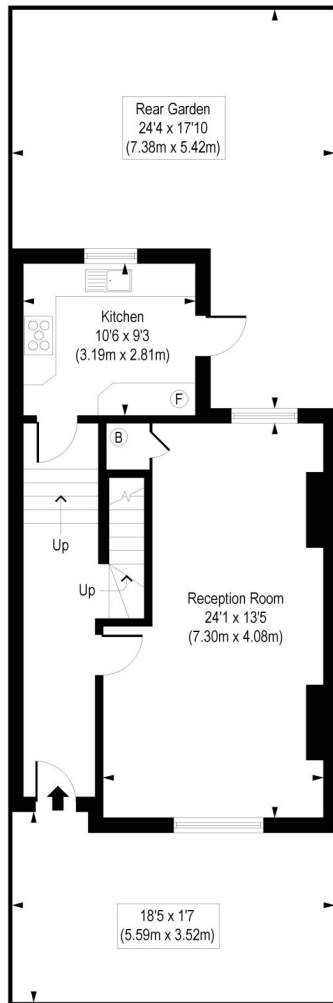 Rear Garden
24'4 x 17'10
(7.38m x 5.42m)
Kitchen
10'6 x 9'3
(3.19m x 2.81m)
F
B
Up
Up
Reception Room
24'1 x 13'5
(7.30m x 4.08m)
18'5 x 1'7
(5.59m x 3.52m)